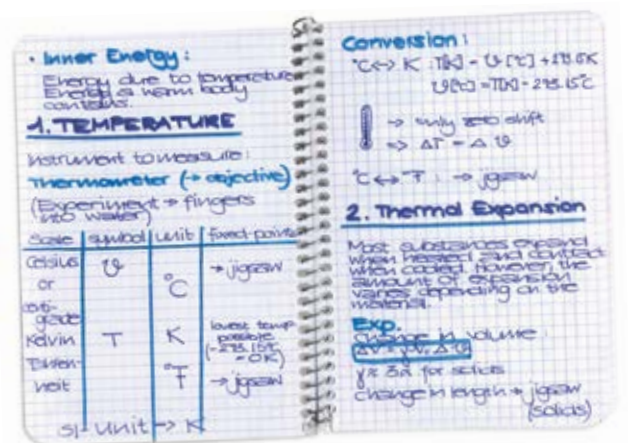 • Inner Energy:
Energy due to temperature
Energy a warm body
contains.
1. TEMPERATURE
Instrument to measure:
Thermometer (→ objective)
(Experiment → fingers
into water)
Scale symbol unit fixed-points
Celsius ϑ °C → jigsaw
or
centi-
grade
Kelvin T K lowest temp.
possible
(-273.15°C
= 0K)
Fahren-
heit °F → jigsaw
SI-Unit → K
Conversion:
°C ↔ K : T[K] = ϑ[°C] + 273.15K
ϑ[°C] = T[K] - 273.15°C
→ only zero shift
=> ΔT = Δϑ
°C ↔ °F : → jigsaw
2. Thermal Expansion
Most substances expand
when heated and contract
when cooled. However, the
amount of expansion
varies depending on the
material.
Exp.
change in volume:
ΔV = γV₀ Δϑ
γ ≈ 3α for solids
change in length → jigsaw
(solids)